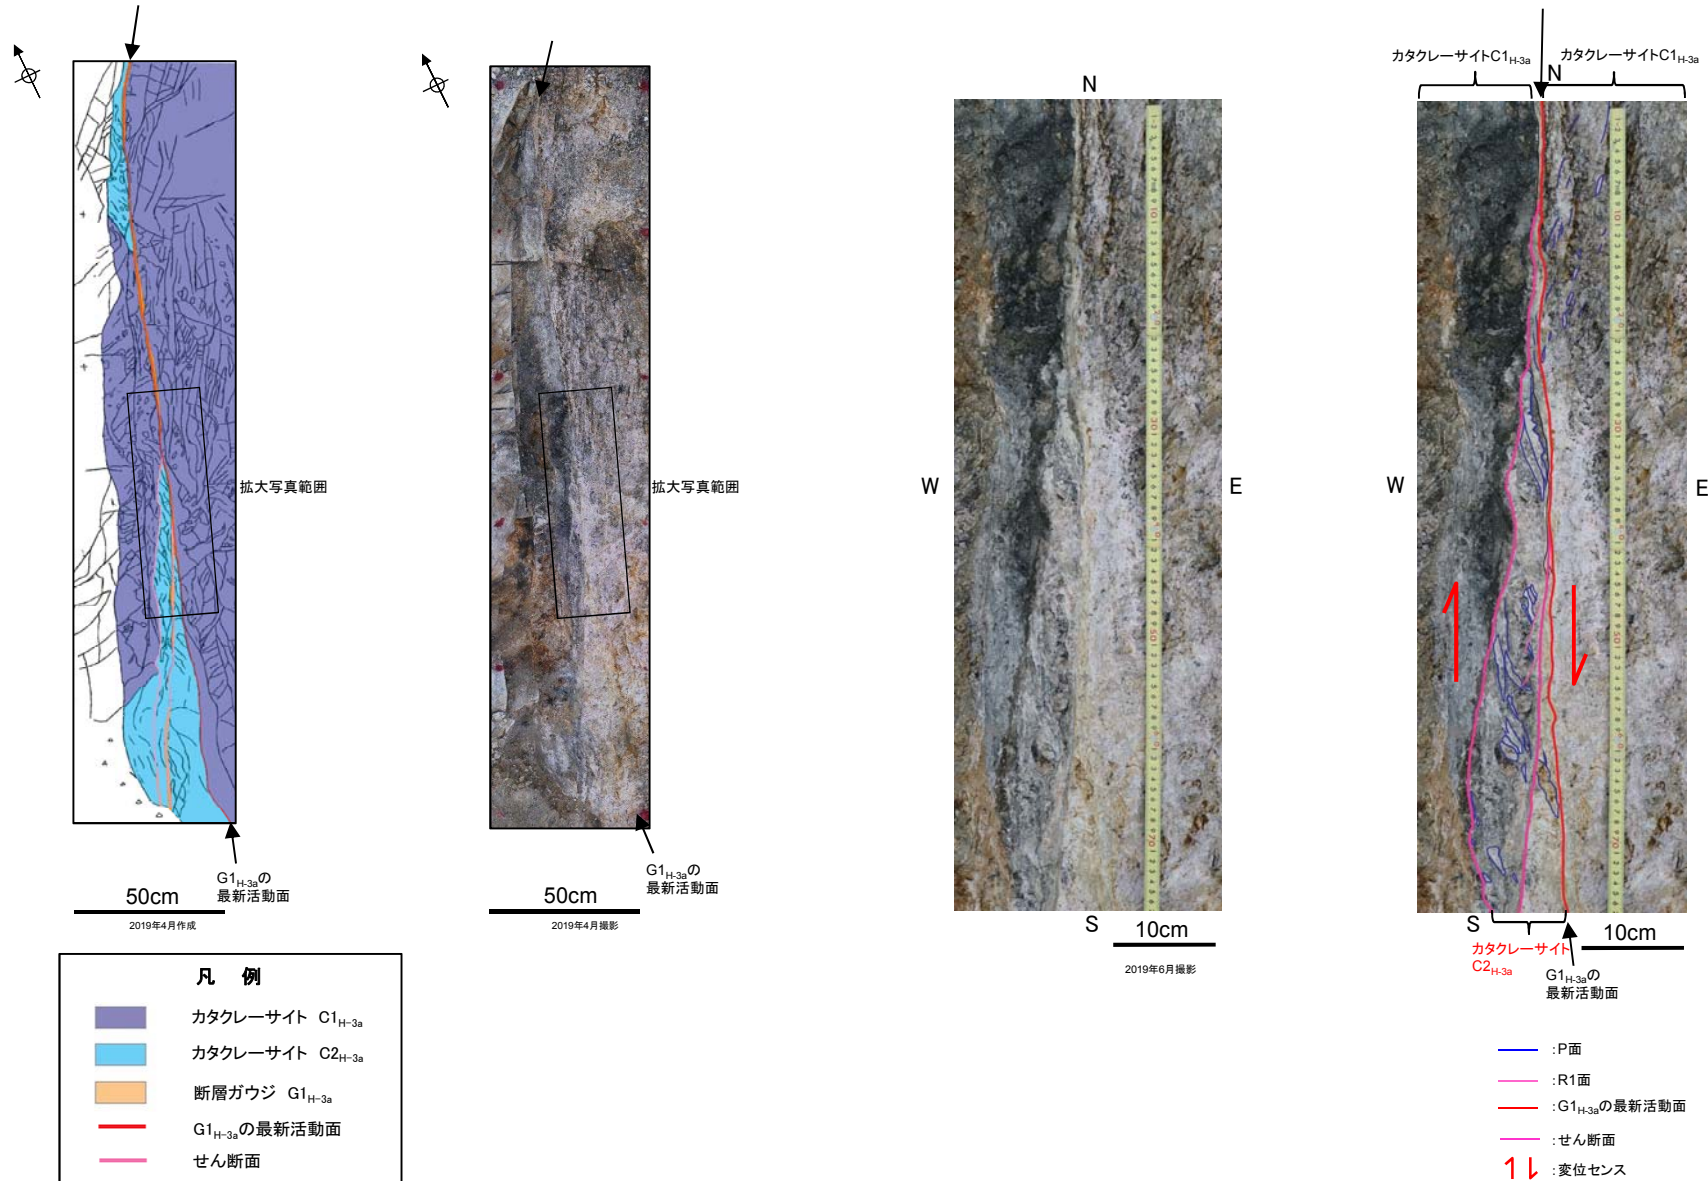 拡大写真範囲
G1H-3aの
最新活動面
50cm
2019年4月作成
凡 例
カタクレーサイト C1H-3a
カタクレーサイト C2H-3a
断層ガウジ G1H-3a
G1H-3aの最新活動面
せん断面
拡大写真範囲
G1H-3aの
最新活動面
50cm
2019年4月撮影
N
W
E
S
10cm
2019年6月撮影
カタクレーサイトC1H-3a
N
カタクレーサイトC1H-3a
W
E
S
カタクレーサイト
C2H-3a
G1H-3aの
最新活動面
10cm
:P面
:R1面
:G1H-3aの最新活動面
:せん断面
:変位センス